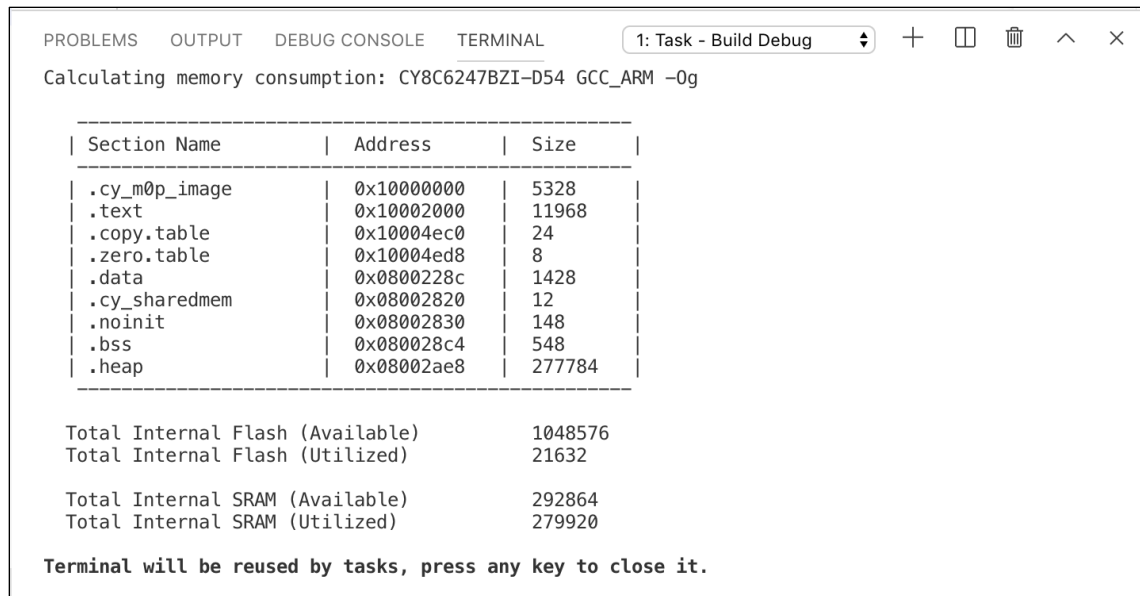 PROBLEMS OUTPUT DEBUG CONSOLE TERMINAL 1: Task - Build Debug
Calculating memory consumption: CY8C6247BZI-D54 GCC_ARM -Og
| Section Name | Address | Size |
| .cy_m0p_image | 0x10000000 | 5328 |
| .text | 0x10002000 | 11968 |
| .copy.table | 0x10004ec0 | 24 |
| .zero.table | 0x10004ed8 | 8 |
| .data | 0x0800228c | 1428 |
| .cy_sharedmem | 0x08002820 | 12 |
| .noinit | 0x08002830 | 148 |
| .bss | 0x080028c4 | 548 |
| .heap | 0x08002ae8 | 277784 |
Total Internal Flash (Available) 1048576
Total Internal Flash (Utilized) 21632
Total Internal SRAM (Available) 292864
Total Internal SRAM (Utilized) 279920
Terminal will be reused by tasks, press any key to close it.